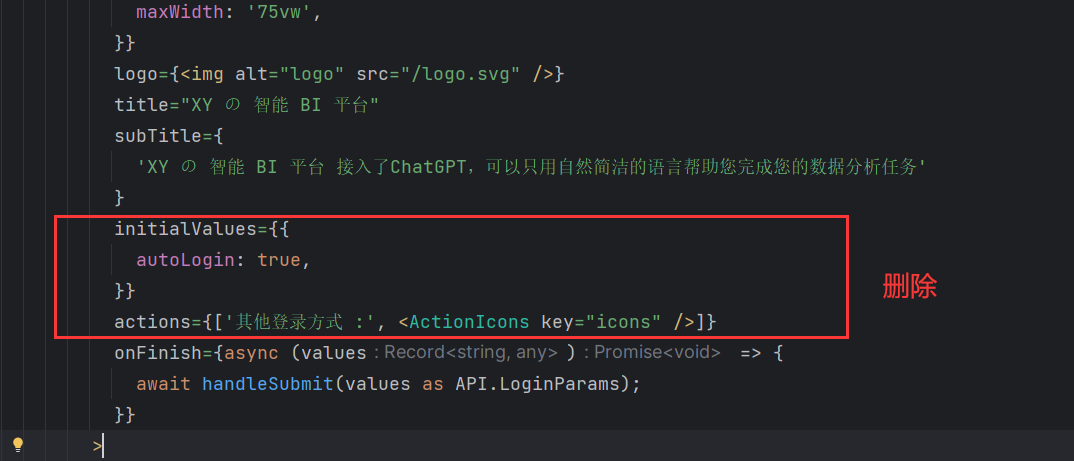 maxWidth: '75vw',
}}
logo={<img alt="logo" src="/logo.svg" />}
title="XY の 智能 BI 平台"
subTitle={
'XY の 智能 BI 平台 接入了ChatGPT，可以只用自然简洁的语言帮助您完成您的数据分析任务'
}
initialValues={{
autoLogin: true,
}}
删除
actions={['其他登录方式 :', <ActionIcons key="icons" />]}
onFinish={async (values : Record<string, any> ) : Promise<void> => {
await handleSubmit(values as API.LoginParams);
}}
>